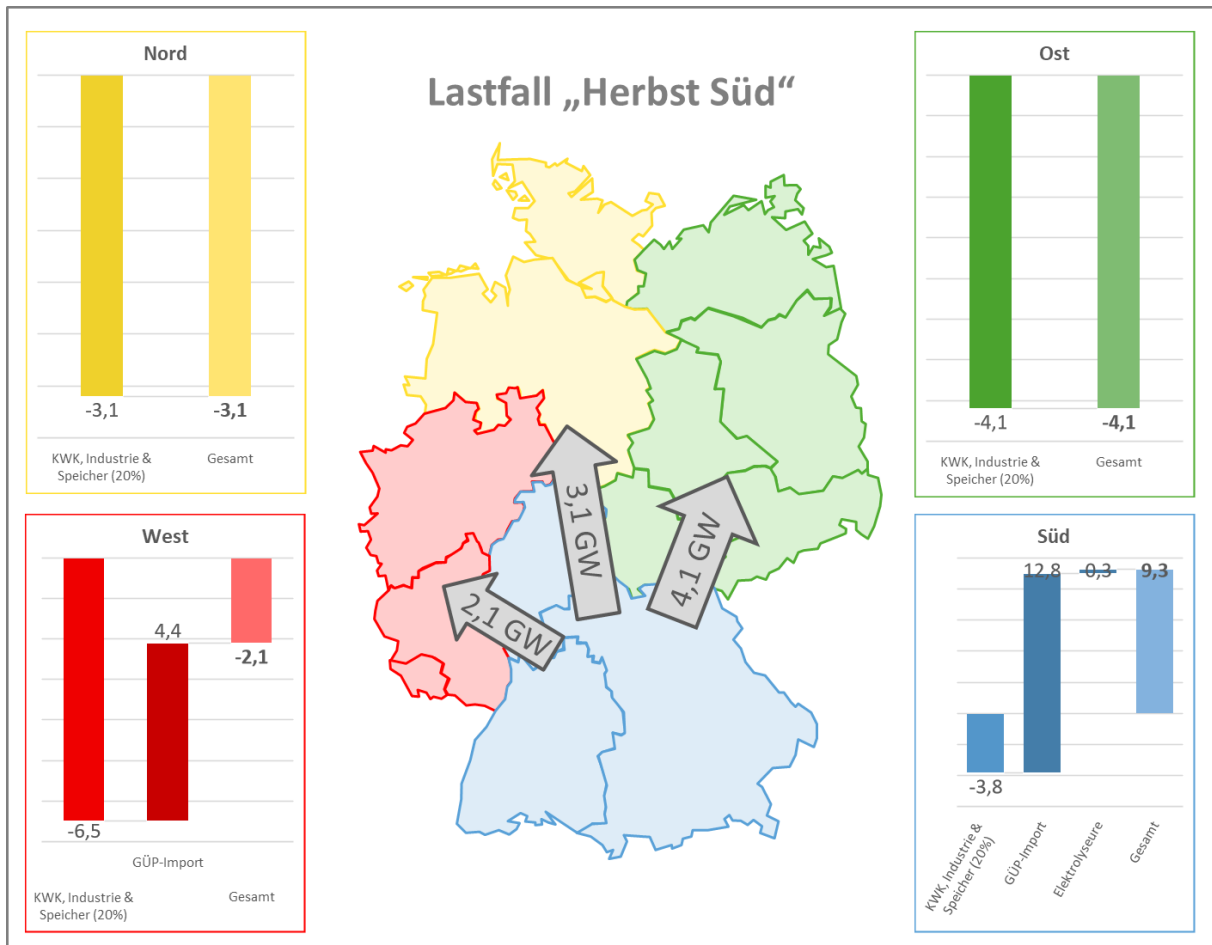 Lastfall „Herbst Süd“
Nord
-3,1
-3,1
KWK, Industrie &
Speicher (20%)
Gesamt
Ost
-4,1
-4,1
KWK, Industrie &
Speicher (20%)
Gesamt
3,1 GW
4,1 GW
2,1 GW
West
4,4
-2,1
-6,5
GÜP-Import
KWK, Industrie &
Speicher (20%)
Gesamt
Süd
12,8
0,3
9,3
-3,8
KWK, Industrie &
Speicher (20%)
GÜP-Import
Elektrolyseure
Gesamt